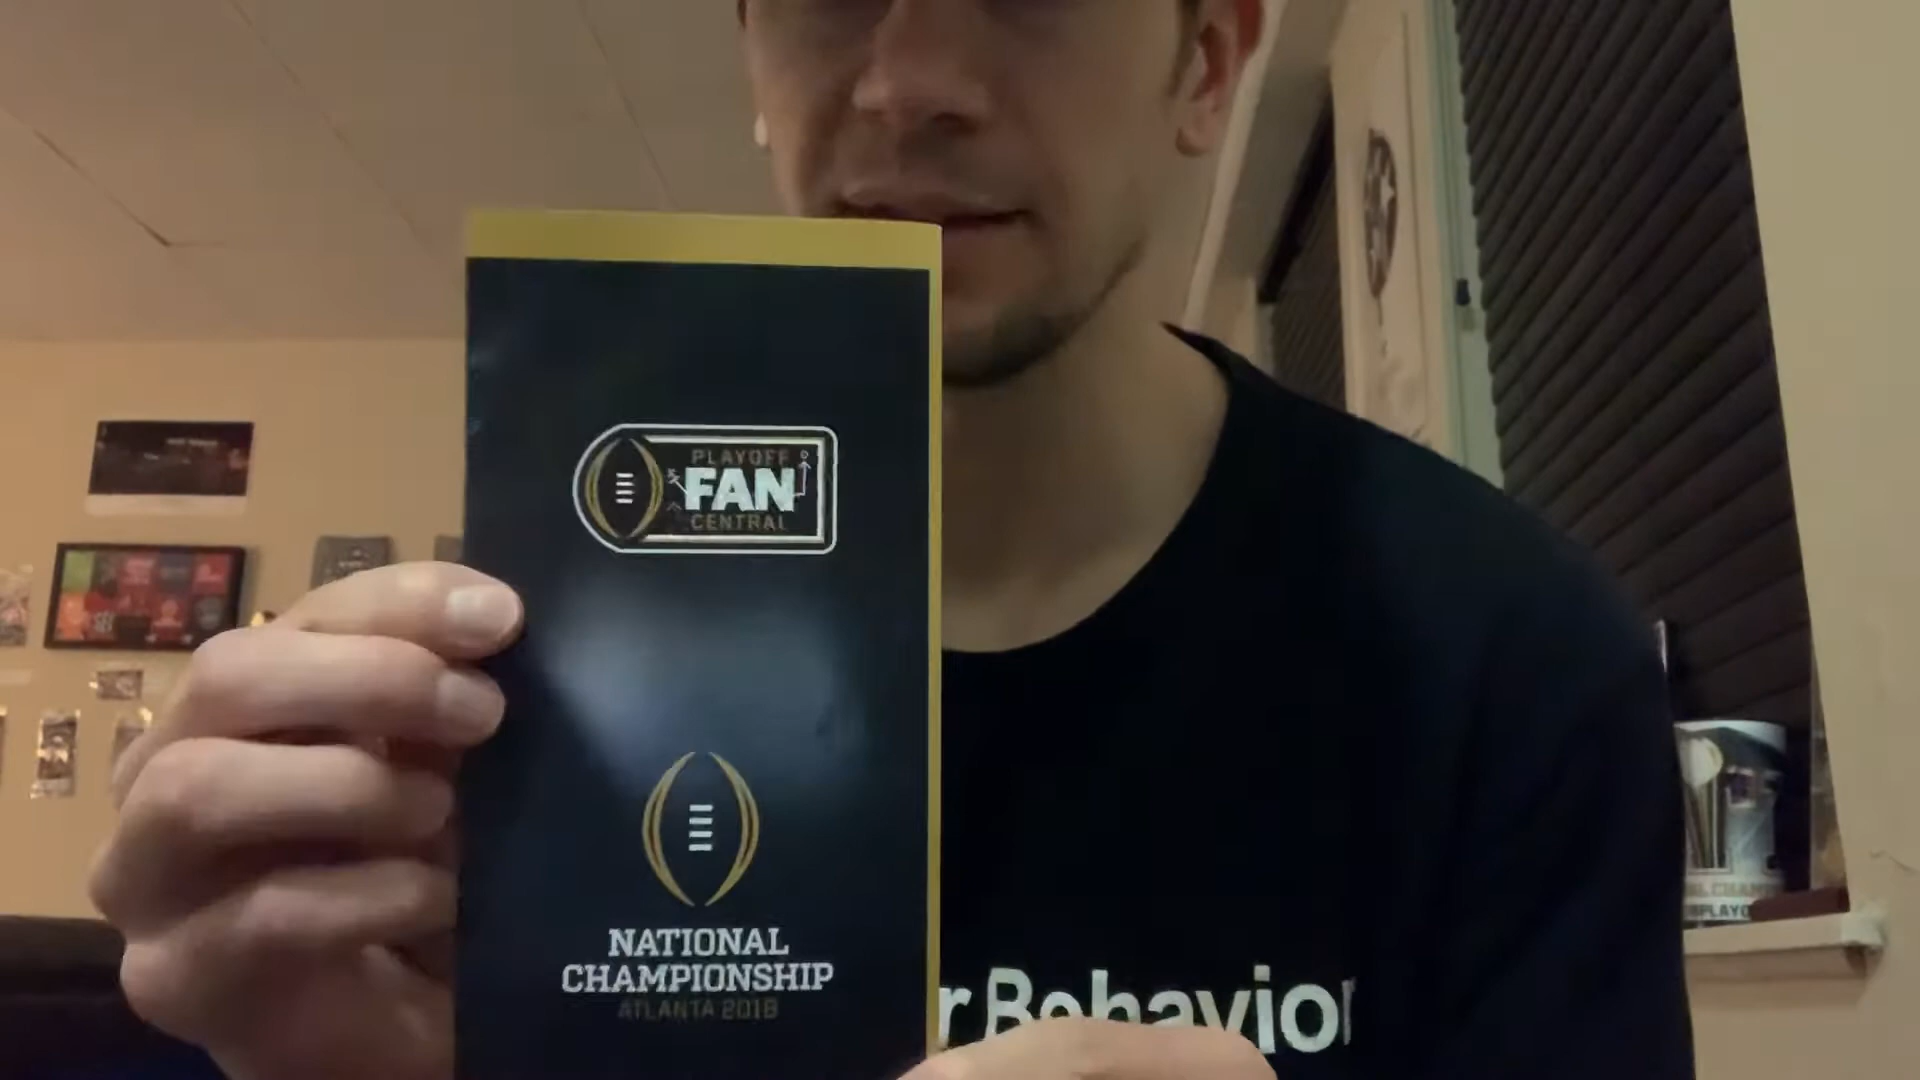 PLAYOFF
FAN
CENTRAL
NATIONAL
CHAMPIONSHIP
ATLANTA 2018
r Behavior